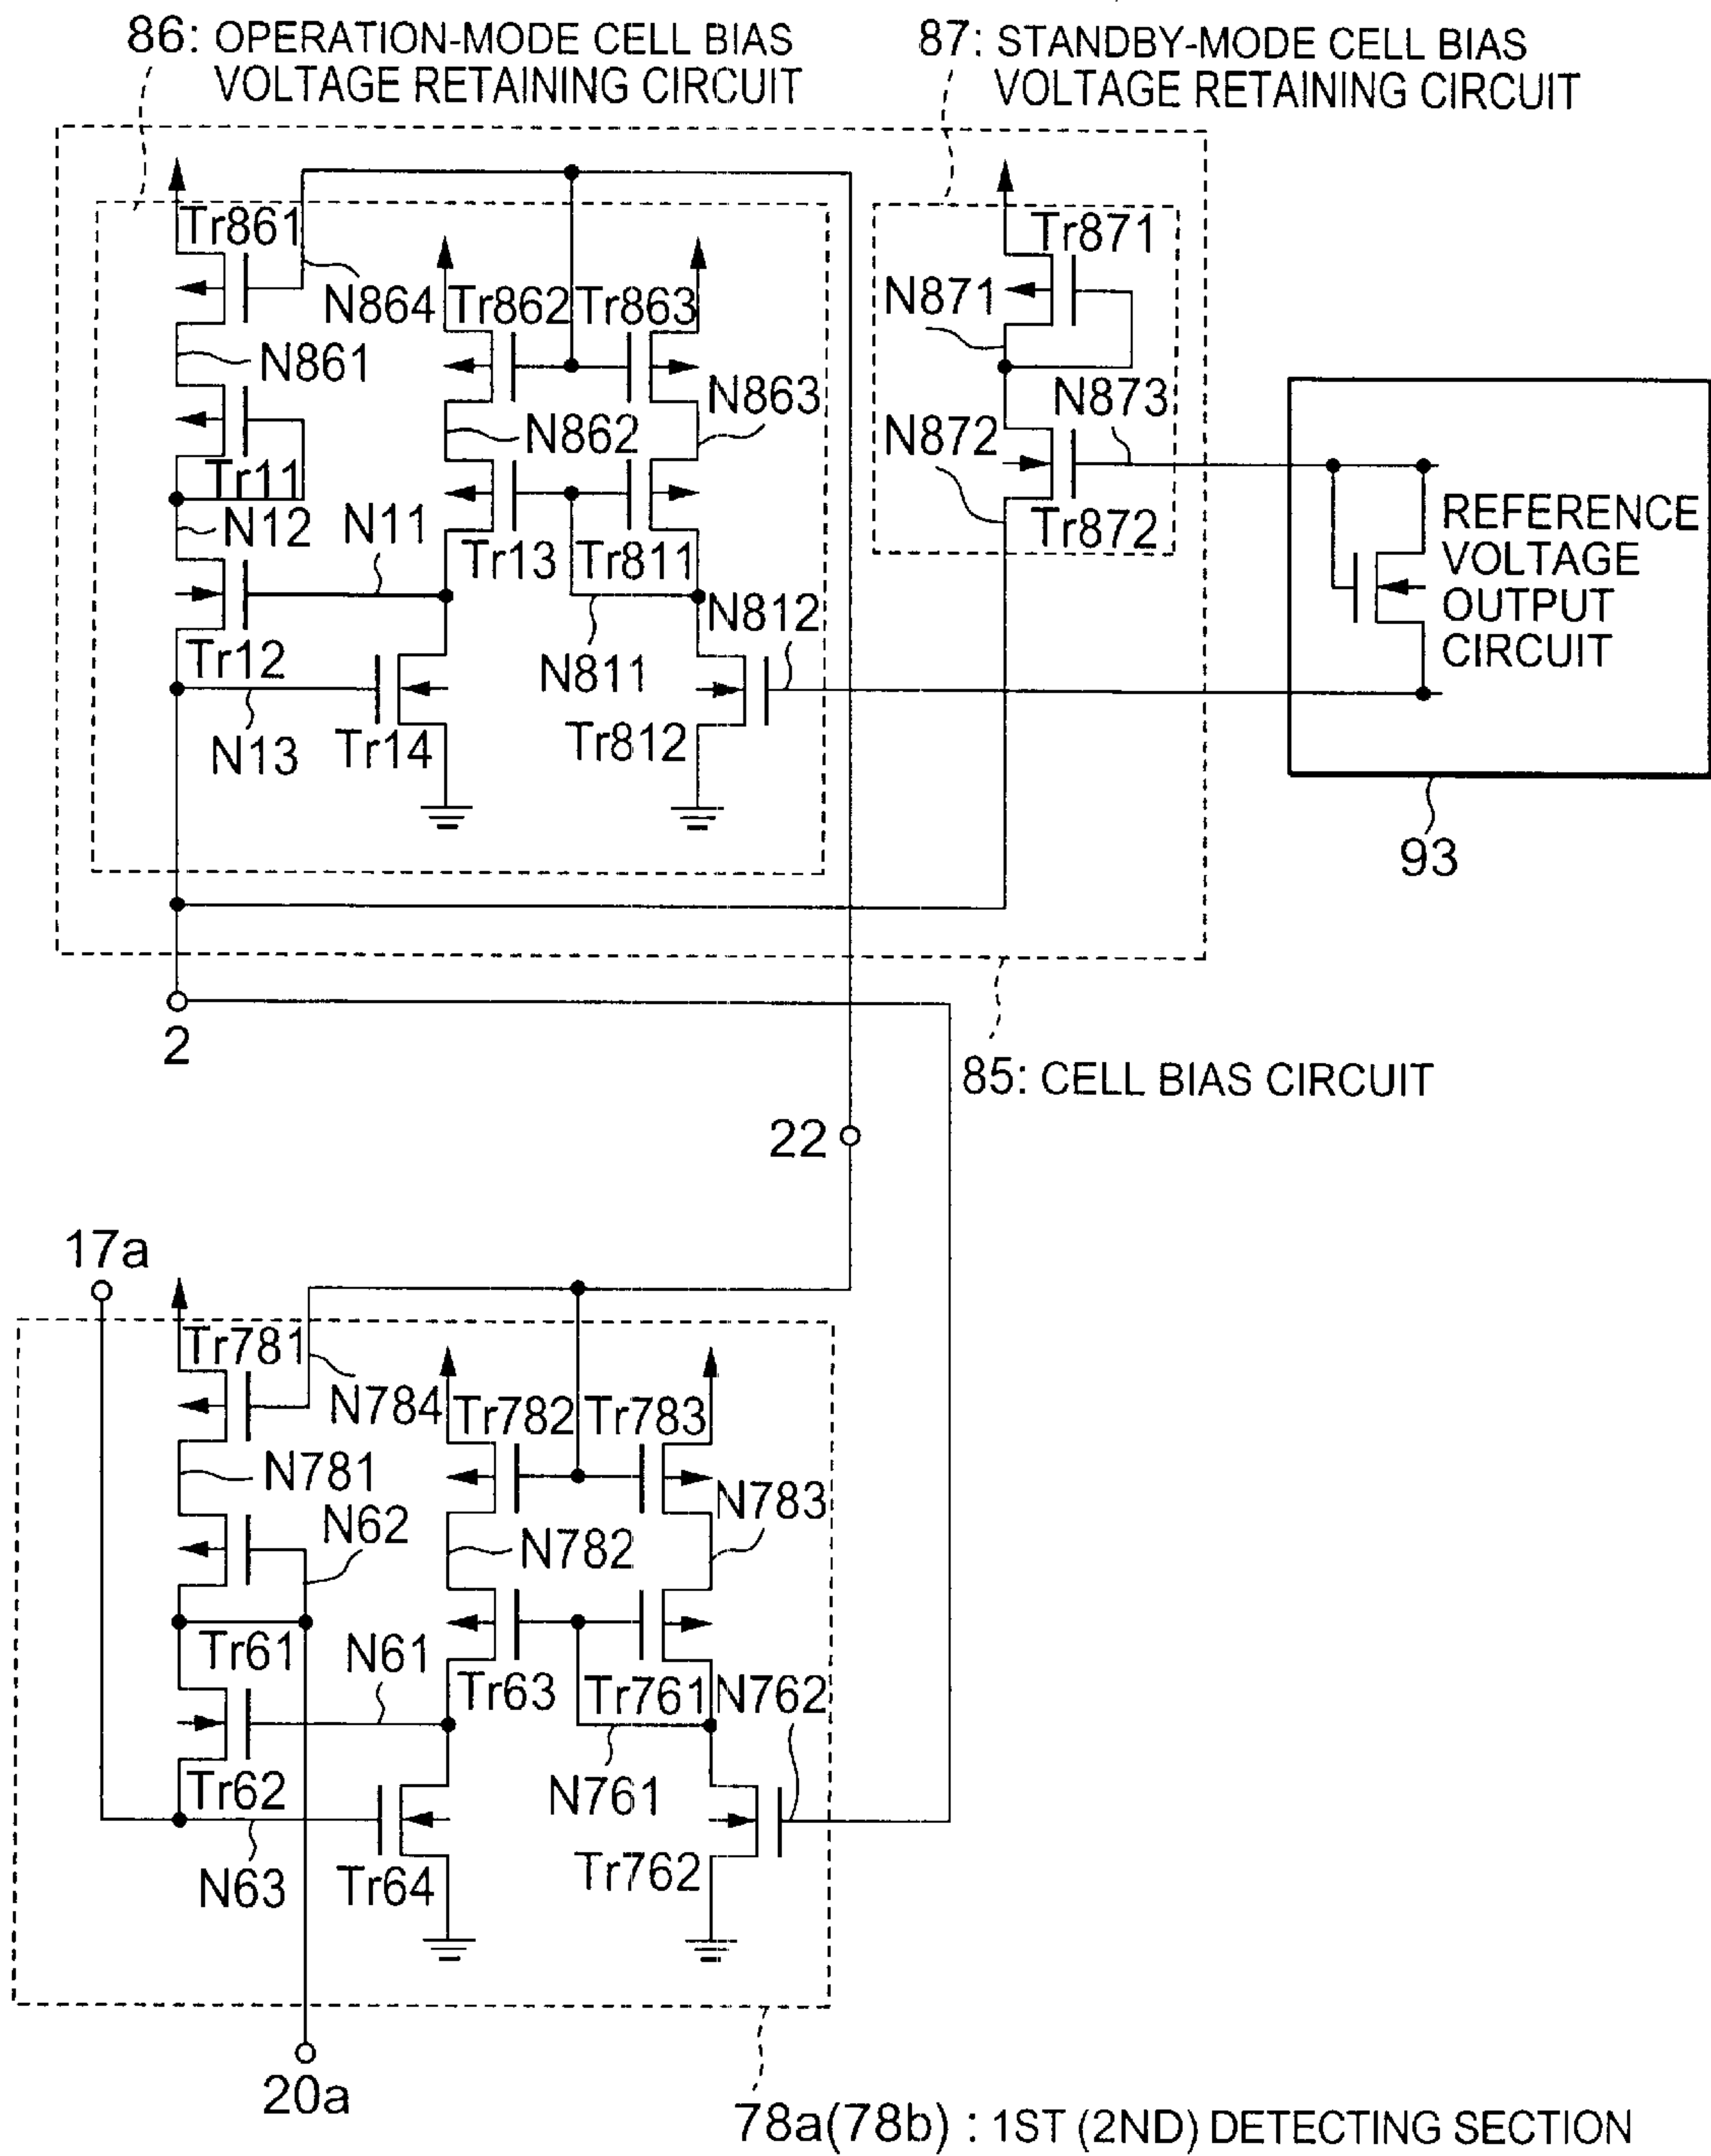 86: OPERATION-MODE CELL BIAS
VOLTAGE RETAINING CIRCUIT
87: STANDBY-MODE CELL BIAS
VOLTAGE RETAINING CIRCUIT
Tr861
N864
Tr862
Tr863
N861
N862
N863
Tr11
N12
N11
Tr13
Tr811
N812
Tr12
N811
N13
Tr14
Tr812
Tr871
N871
N873
N872
Tr872
REFERENCE
VOLTAGE
OUTPUT
CIRCUIT
93
2
85: CELL BIAS CIRCUIT
22
17a
Tr781
N784
Tr782
Tr783
N781
N62
N782
N783
Tr61
N61
Tr63
Tr761
N762
Tr62
N761
N63
Tr64
Tr762
20a
78a(78b) : 1ST (2ND) DETECTING SECTION